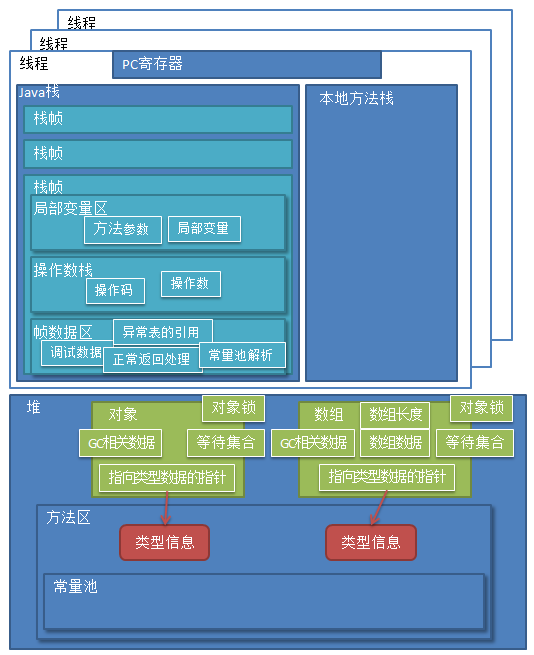 线程
线程
线程
PC寄存器
Java栈
本地方法栈
栈帧
栈帧
栈帧
局部变量区
方法参数
局部变量
操作数栈
操作码
操作数
帧数据区
异常表的引用
调试数据
正常返回处理
常量池解析
堆
对象
对象锁
GC相关数据
等待集合
指向类型数据的指针
数组
数组长度
对象锁
GC相关数据
数组数据
等待集合
指向类型数据的指针
方法区
类型信息
类型信息
常量池